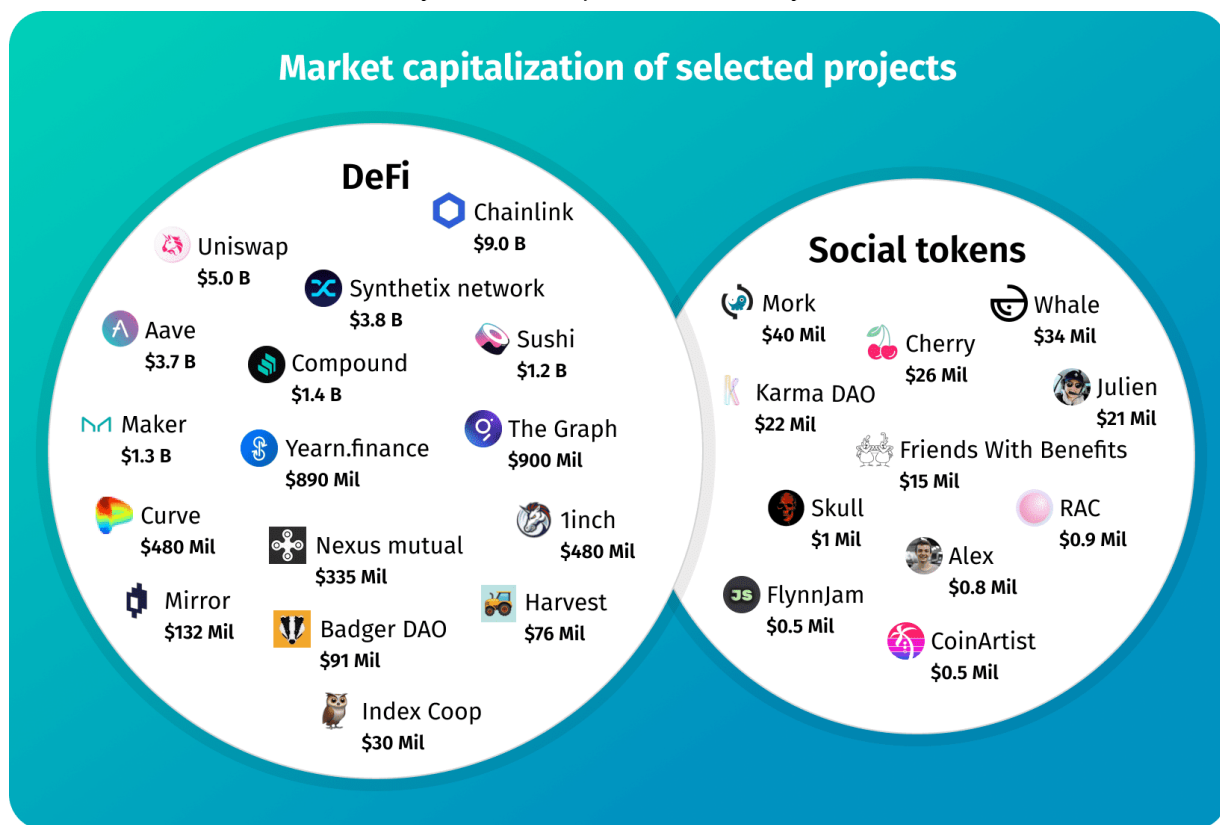 Market capitalization of selected projects
DeFi
Chainlink
$9.0 B
Uniswap
$5.0 B
Synthetix network
$3.8 B
Aave
$3.7 B
Sushi
$1.2 B
Compound
$1.4 B
Maker
$1.3 B
The Graph
$900 Mil
Yearn.finance
$890 Mil
Curve
$480 Mil
1inch
$480 Mil
Nexus mutual
$335 Mil
Mirror
$132 Mil
Harvest
$76 Mil
Badger DAO
$91 Mil
Index Coop
$30 Mil
Social tokens
Mork
$40 Mil
Whale
$34 Mil
Cherry
$26 Mil
Karma DAO
$22 Mil
Julien
$21 Mil
Friends With Benefits
$15 Mil
Skull
$1 Mil
RAC
$0.9 Mil
Alex
$0.8 Mil
JS
FlynnJam
$0.5 Mil
CoinArtist
$0.5 Mil